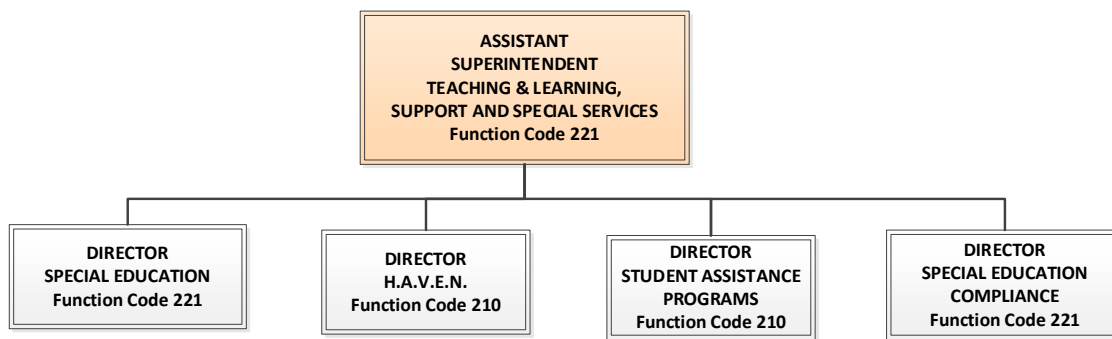 ASSISTANT
SUPERINTENDENT
TEACHING & LEARNING,
SUPPORT AND SPECIAL SERVICES
Function Code 221
DIRECTOR
SPECIAL EDUCATION
Function Code 221
DIRECTOR
H.A.V.E.N.
Function Code 210
DIRECTOR
STUDENT ASSISTANCE
PROGRAMS
Function Code 210
DIRECTOR
SPECIAL EDUCATION
COMPLIANCE
Function Code 221